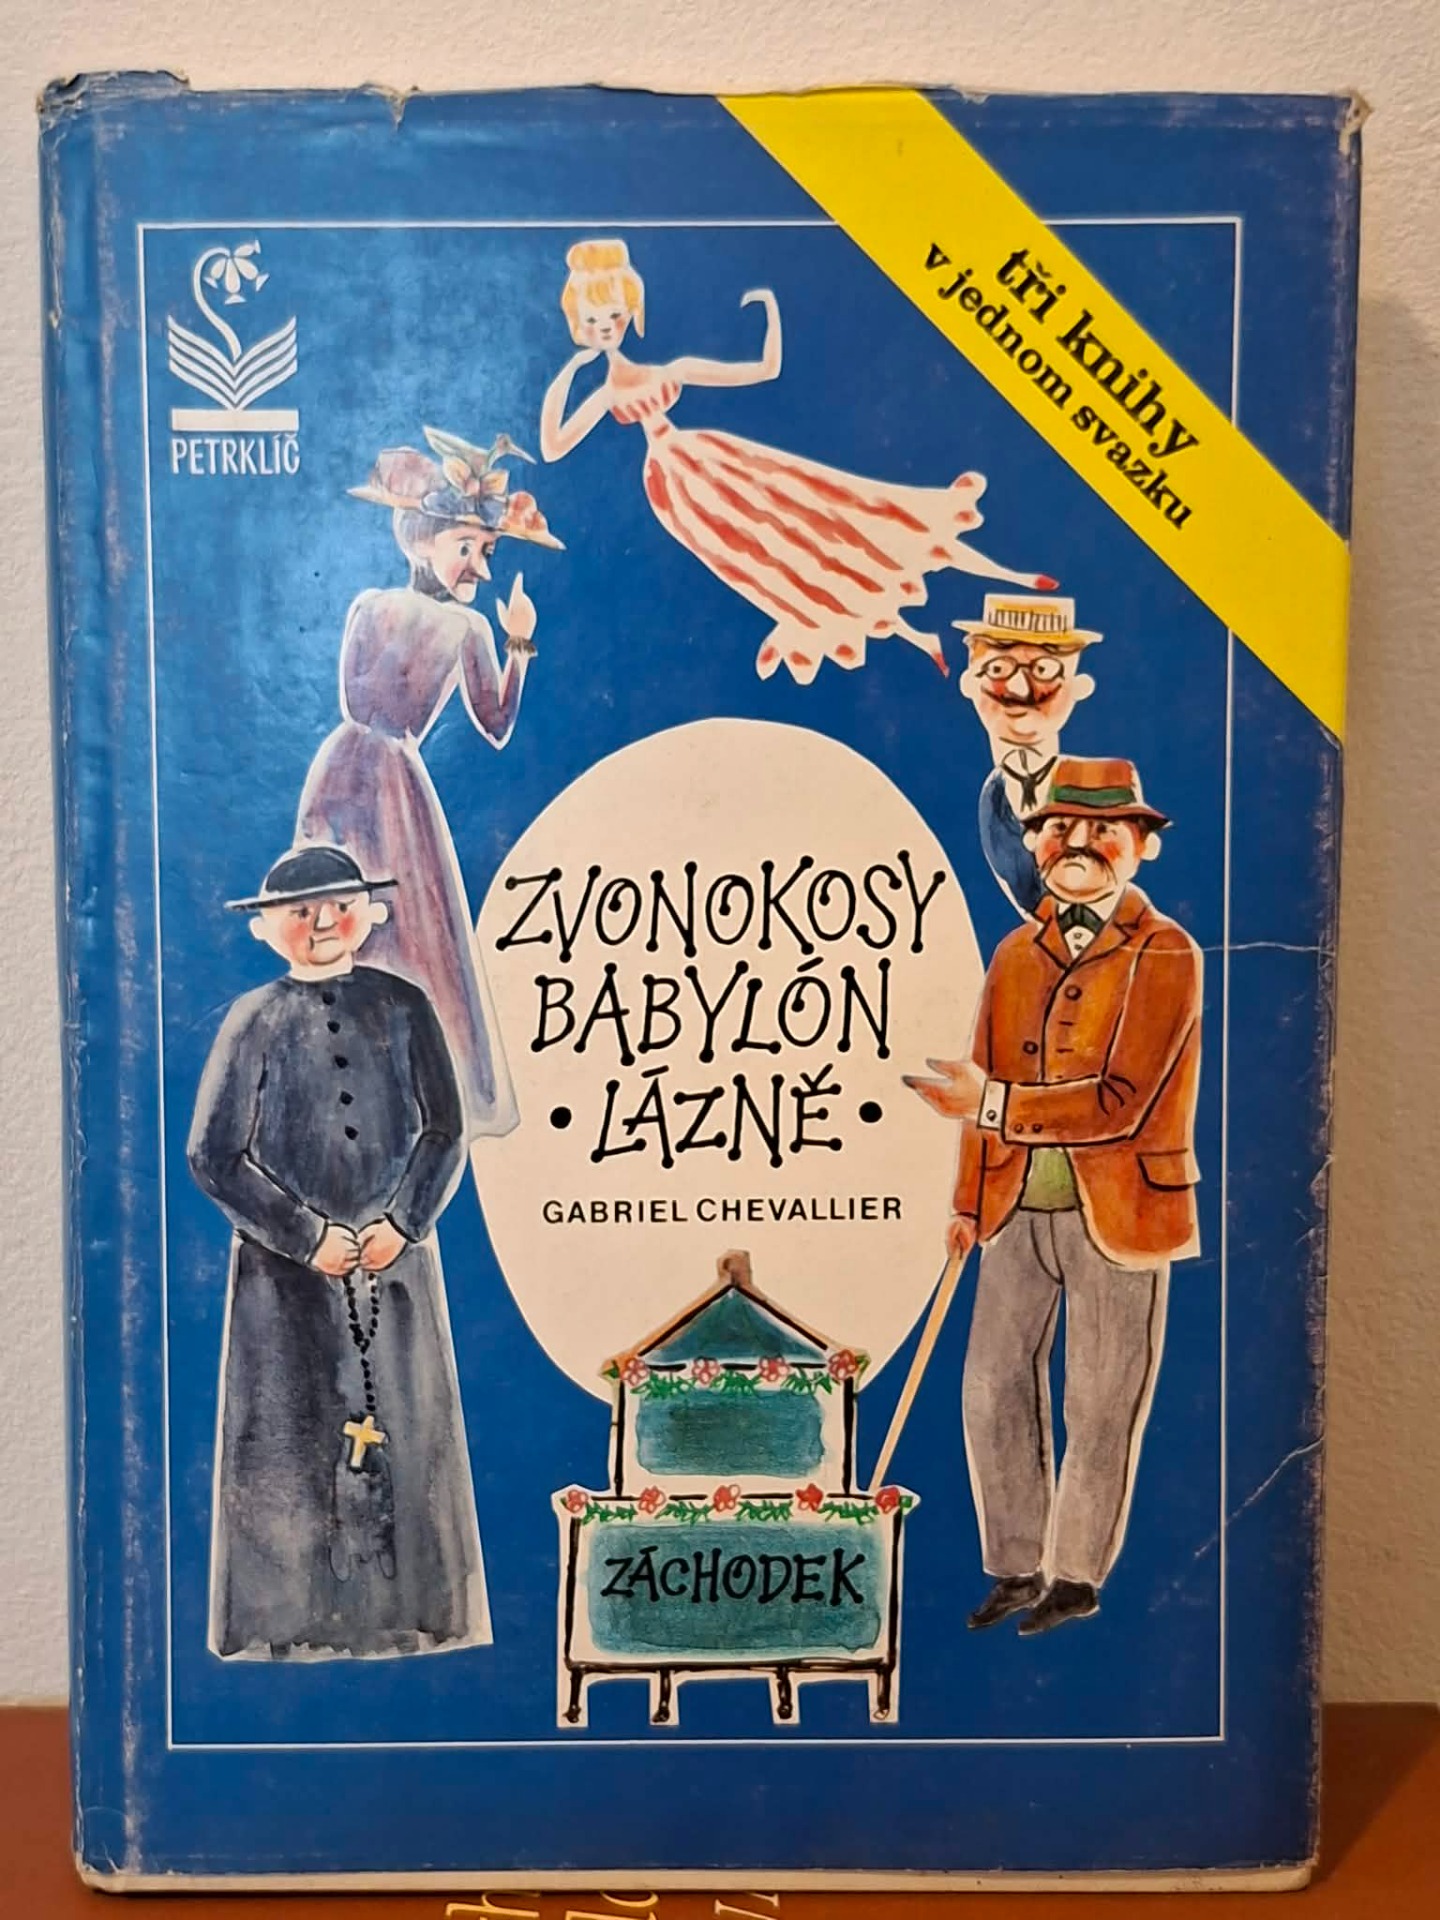 tři knihy
v jednom svazku
PETRKLÍČ
ZVONOKOSY
BABYLÓN
• LÁZNĚ •
GABRIEL CHEVALLIER
ZÁCHODEK